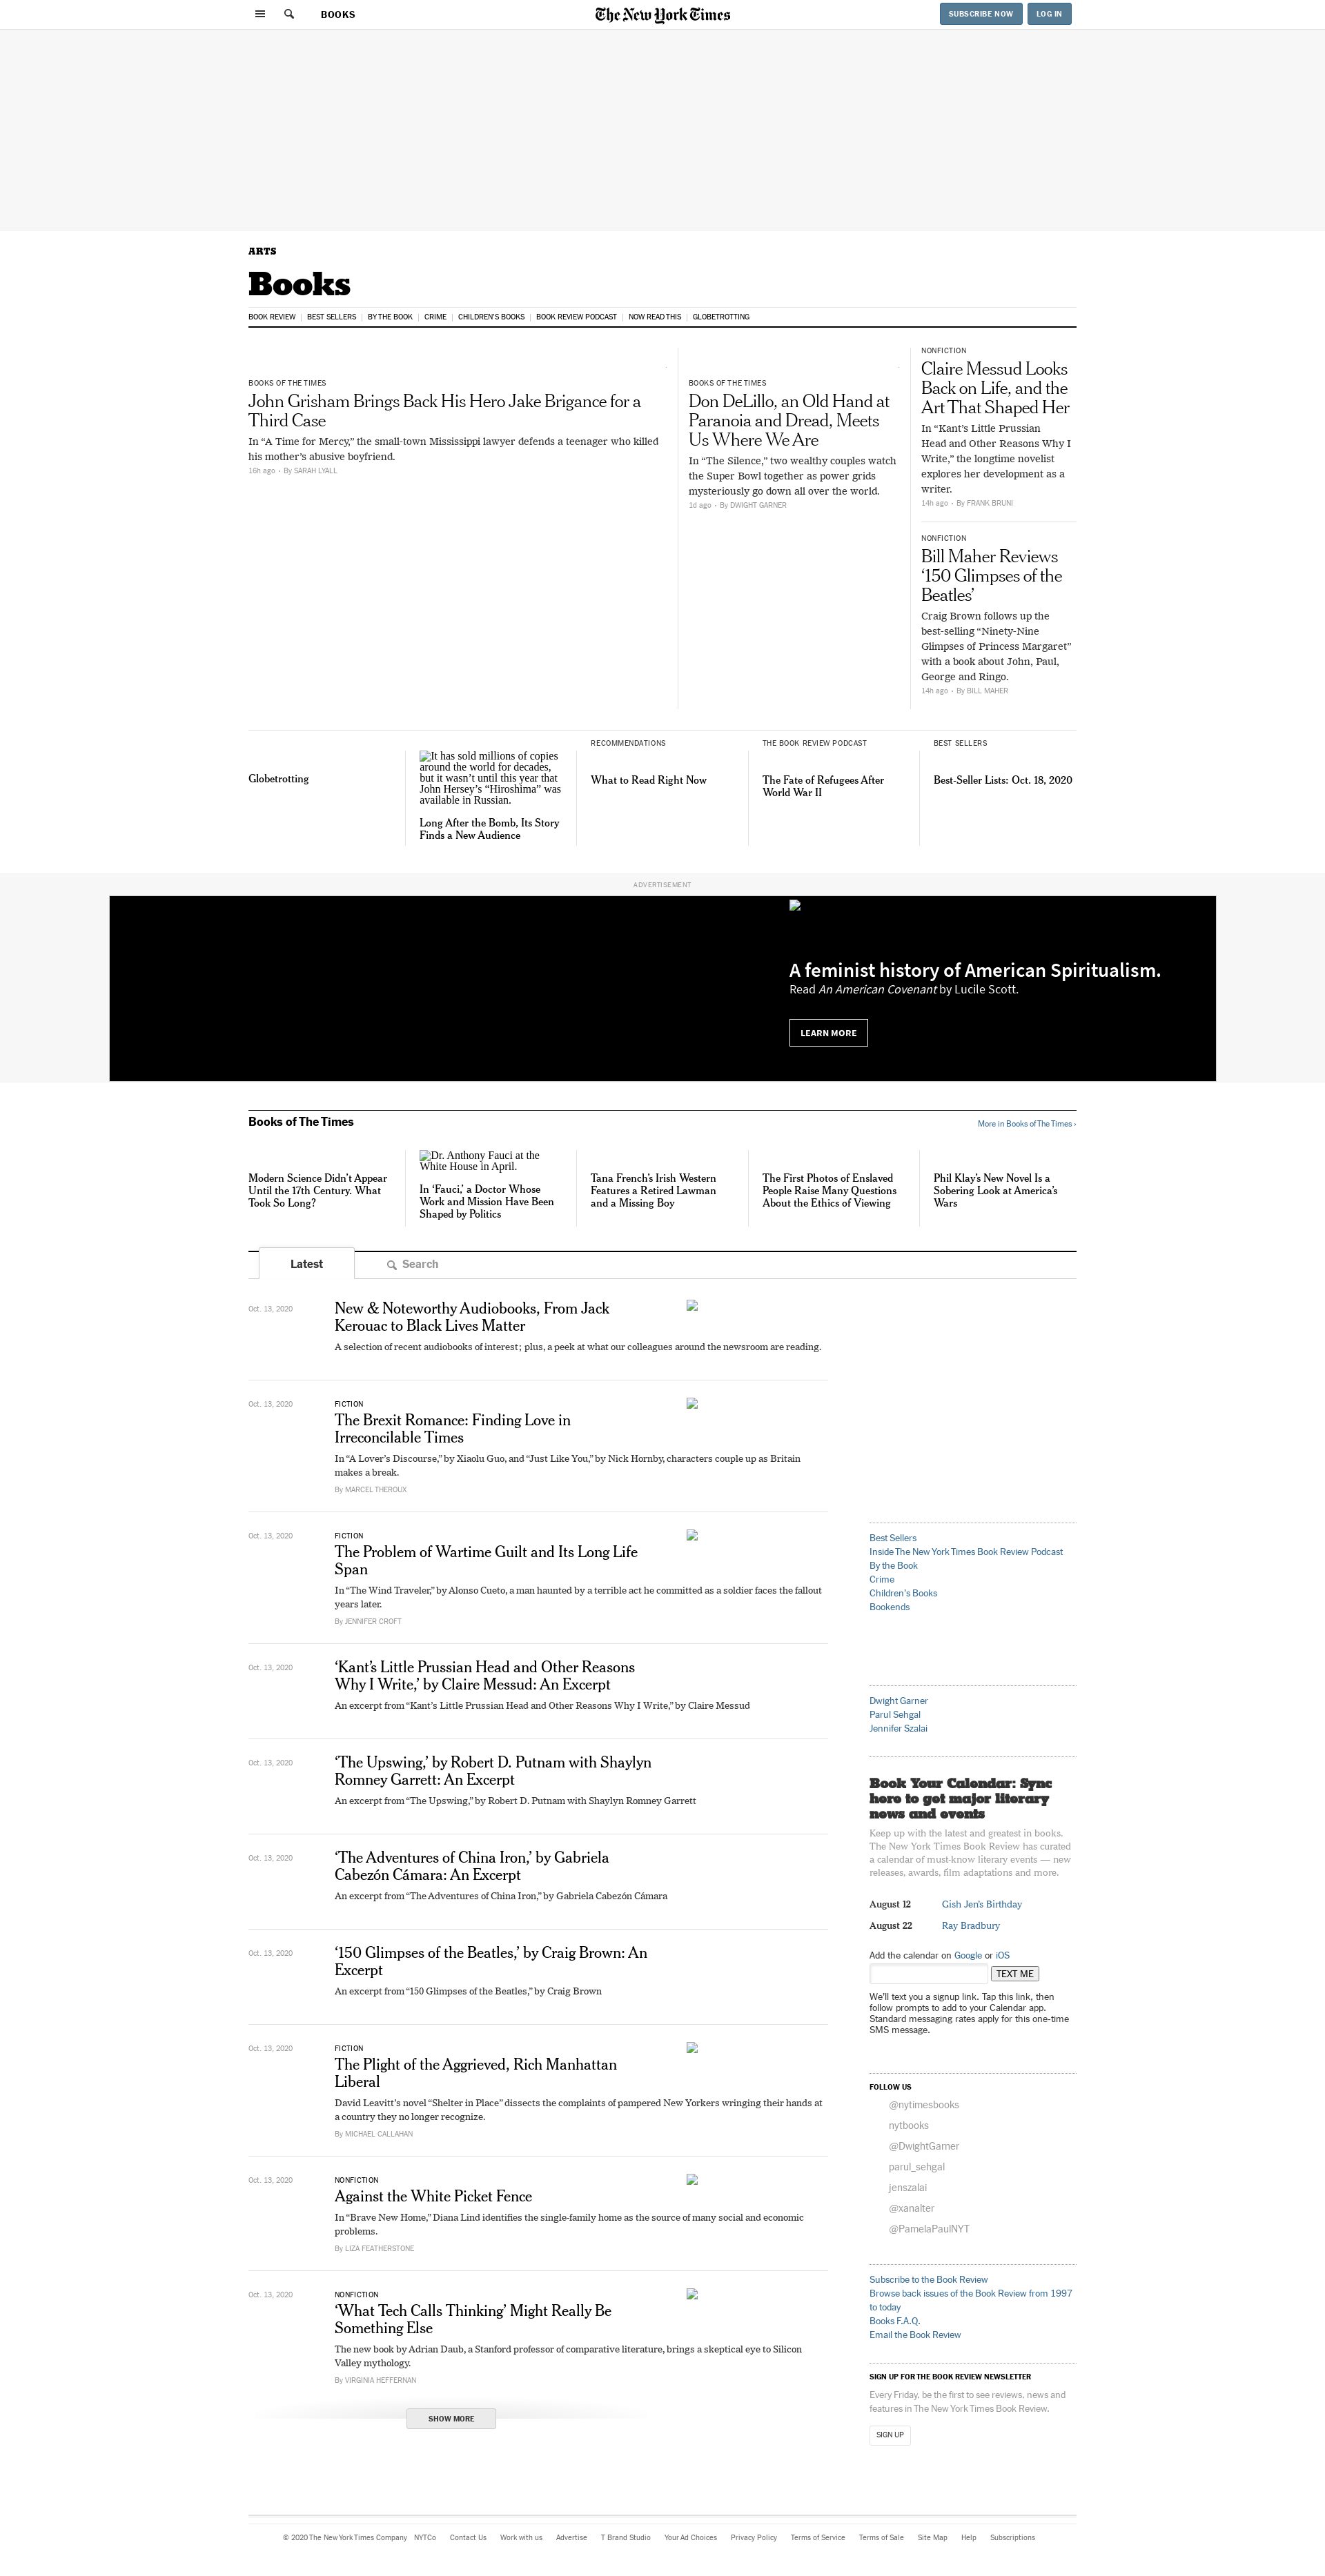 BOOKS
The New York Times
SUBSCRIBE NOW
LOG IN
ARTS
Books
BOOK REVIEW | BEST SELLERS | BY THE BOOK | CRIME | CHILDREN'S BOOKS | BOOK REVIEW PODCAST | NOW READ THIS | GLOBETROTTING
BOOKS OF THE TIMES
John Grisham Brings Back His Hero Jake Brigance for a
Third Case
In “A Time for Mercy,” the small-town Mississippi lawyer defends a teenager who killed
his mother’s abusive boyfriend.
16h ago • By SARAH LYALL
BOOKS OF THE TIMES
Don DeLillo, an Old Hand at
Paranoia and Dread, Meets
Us Where We Are
In “The Silence,” two wealthy couples watch
the Super Bowl together as power grids
mysteriously go down all over the world.
1d ago • By DWIGHT GARNER
NONFICTION
Claire Messud Looks
Back on Life, and the
Art That Shaped Her
In “Kant’s Little Prussian
Head and Other Reasons Why I
Write,” the longtime novelist
explores her development as a
writer.
14h ago • By FRANK BRUNI
NONFICTION
Bill Maher Reviews
‘150 Glimpses of the
Beatles’
Craig Brown follows up the
best-selling “Ninety-Nine
Glimpses of Princess Margaret”
with a book about John, Paul,
George and Ringo.
14h ago • By BILL MAHER
Globetrotting
It has sold millions of copies
around the world for decades,
but it wasn’t until this year that
John Hersey’s “Hiroshima” was
available in Russian.
Long After the Bomb, Its Story
Finds a New Audience
RECOMMENDATIONS
What to Read Right Now
THE BOOK REVIEW PODCAST
The Fate of Refugees After
World War II
BEST SELLERS
Best-Seller Lists: Oct. 18, 2020
ADVERTISEMENT
A feminist history of American Spiritualism.
Read An American Covenant by Lucile Scott.
LEARN MORE
Books of The Times
More in Books of The Times ›
Modern Science Didn’t Appear
Until the 17th Century. What
Took So Long?
Dr. Anthony Fauci at the
White House in April.
In ‘Fauci,’ a Doctor Whose
Work and Mission Have Been
Shaped by Politics
Tana French’s Irish Western
Features a Retired Lawman
and a Missing Boy
The First Photos of Enslaved
People Raise Many Questions
About the Ethics of Viewing
Phil Klay’s New Novel Is a
Sobering Look at America’s
Wars
Latest
Search
Oct. 13, 2020
New & Noteworthy Audiobooks, From Jack
Kerouac to Black Lives Matter
A selection of recent audiobooks of interest; plus, a peek at what our colleagues around the newsroom are reading.
Oct. 13, 2020
FICTION
The Brexit Romance: Finding Love in
Irreconcilable Times
In “A Lover’s Discourse,” by Xiaolu Guo, and “Just Like You,” by Nick Hornby, characters couple up as Britain
makes a break.
By MARCEL THEROUX
Oct. 13, 2020
FICTION
The Problem of Wartime Guilt and Its Long Life
Span
In “The Wind Traveler,” by Alonso Cueto, a man haunted by a terrible act he committed as a soldier faces the fallout
years later.
By JENNIFER CROFT
Oct. 13, 2020
‘Kant’s Little Prussian Head and Other Reasons
Why I Write,’ by Claire Messud: An Excerpt
An excerpt from “Kant’s Little Prussian Head and Other Reasons Why I Write,” by Claire Messud
Oct. 13, 2020
‘The Upswing,’ by Robert D. Putnam with Shaylyn
Romney Garrett: An Excerpt
An excerpt from “The Upswing,” by Robert D. Putnam with Shaylyn Romney Garrett
Oct. 13, 2020
‘The Adventures of China Iron,’ by Gabriela
Cabezón Cámara: An Excerpt
An excerpt from “The Adventures of China Iron,” by Gabriela Cabezón Cámara
Oct. 13, 2020
‘150 Glimpses of the Beatles,’ by Craig Brown: An
Excerpt
An excerpt from “150 Glimpses of the Beatles,” by Craig Brown
Oct. 13, 2020
FICTION
The Plight of the Aggrieved, Rich Manhattan
Liberal
David Leavitt’s novel “Shelter in Place” dissects the complaints of pampered New Yorkers wringing their hands at
a country they no longer recognize.
By MICHAEL CALLAHAN
Oct. 13, 2020
NONFICTION
Against the White Picket Fence
In “Brave New Home,” Diana Lind identifies the single-family home as the source of many social and economic
problems.
By LIZA FEATHERSTONE
Oct. 13, 2020
NONFICTION
‘What Tech Calls Thinking’ Might Really Be
Something Else
The new book by Adrian Daub, a Stanford professor of comparative literature, brings a skeptical eye to Silicon
Valley mythology.
By VIRGINIA HEFFERNAN
SHOW MORE
Best Sellers
Inside The New York Times Book Review Podcast
By the Book
Crime
Children's Books
Bookends
Dwight Garner
Parul Sehgal
Jennifer Szalai
Book Your Calendar: Sync
here to get major literary
news and events
Keep up with the latest and greatest in books.
The New York Times Book Review has curated
a calendar of must-know literary events — new
releases, awards, film adaptations and more.
August 12 Gish Jen’s Birthday
August 22 Ray Bradbury
Add the calendar on Google or iOS
TEXT ME
We’ll text you a signup link. Tap this link, then
follow prompts to add to your Calendar app.
Standard messaging rates apply for this one-time
SMS message.
FOLLOW US
@nytimesbooks
nytbooks
@DwightGarner
parul_sehgal
jenszalai
@xanalter
@PamelaPaulNYT
Subscribe to the Book Review
Browse back issues of the Book Review from 1997
to today
Books F.A.Q.
Email the Book Review
SIGN UP FOR THE BOOK REVIEW NEWSLETTER
Every Friday, be the first to see reviews, news and
features in The New York Times Book Review.
SIGN UP
© 2020 The New York Times Company NYTCo Contact Us Work with us Advertise T Brand Studio Your Ad Choices Privacy Policy Terms of Service Terms of Sale Site Map Help Subscriptions